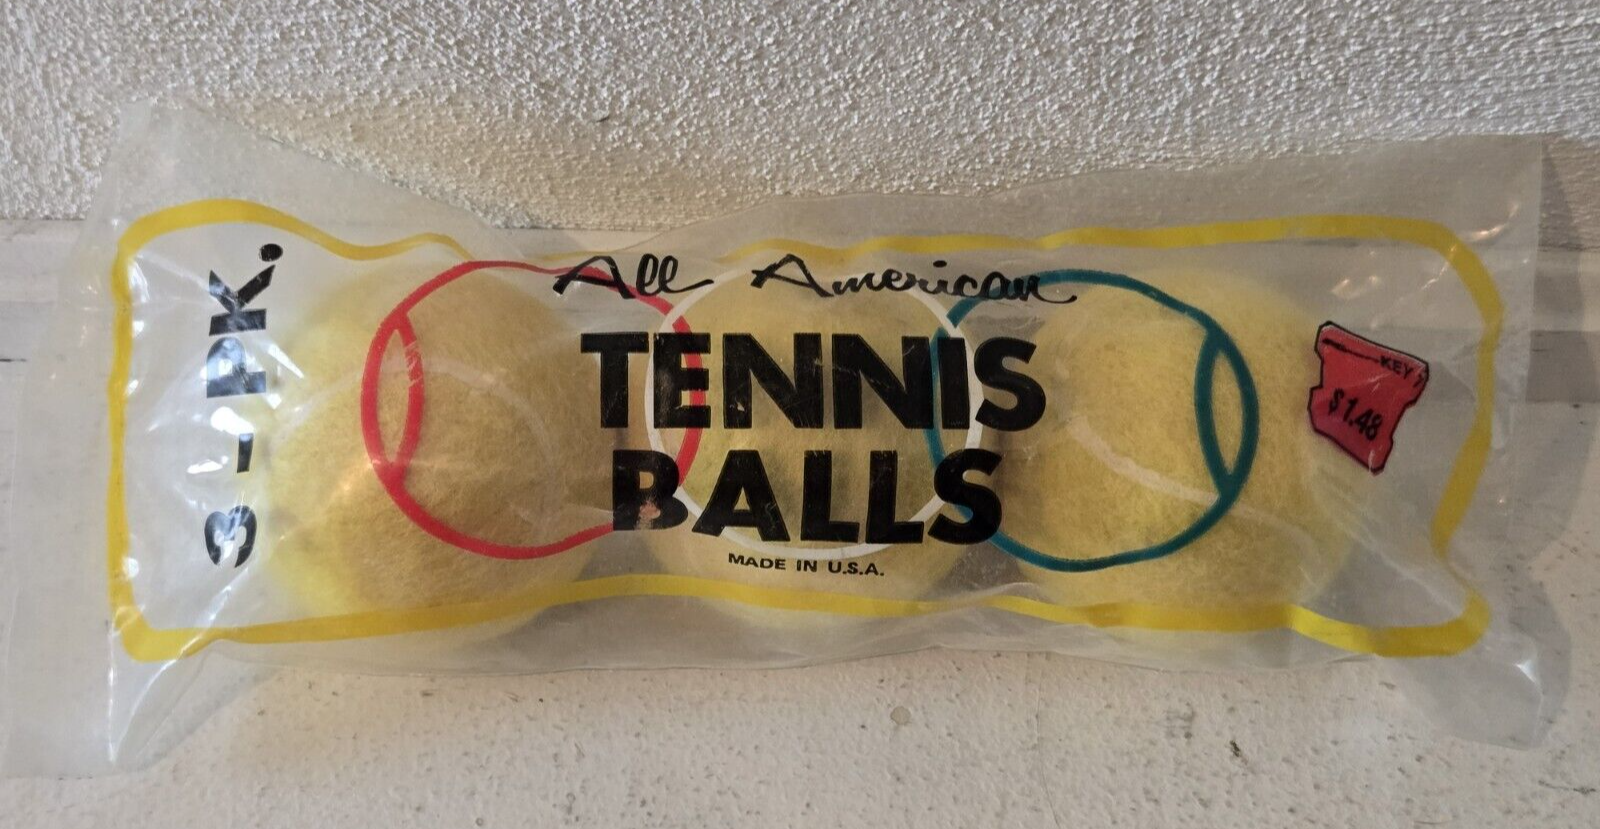 3 - PK.
All American
TENNIS
BALLS
MADE IN U.S.A.
KEY
$1.48